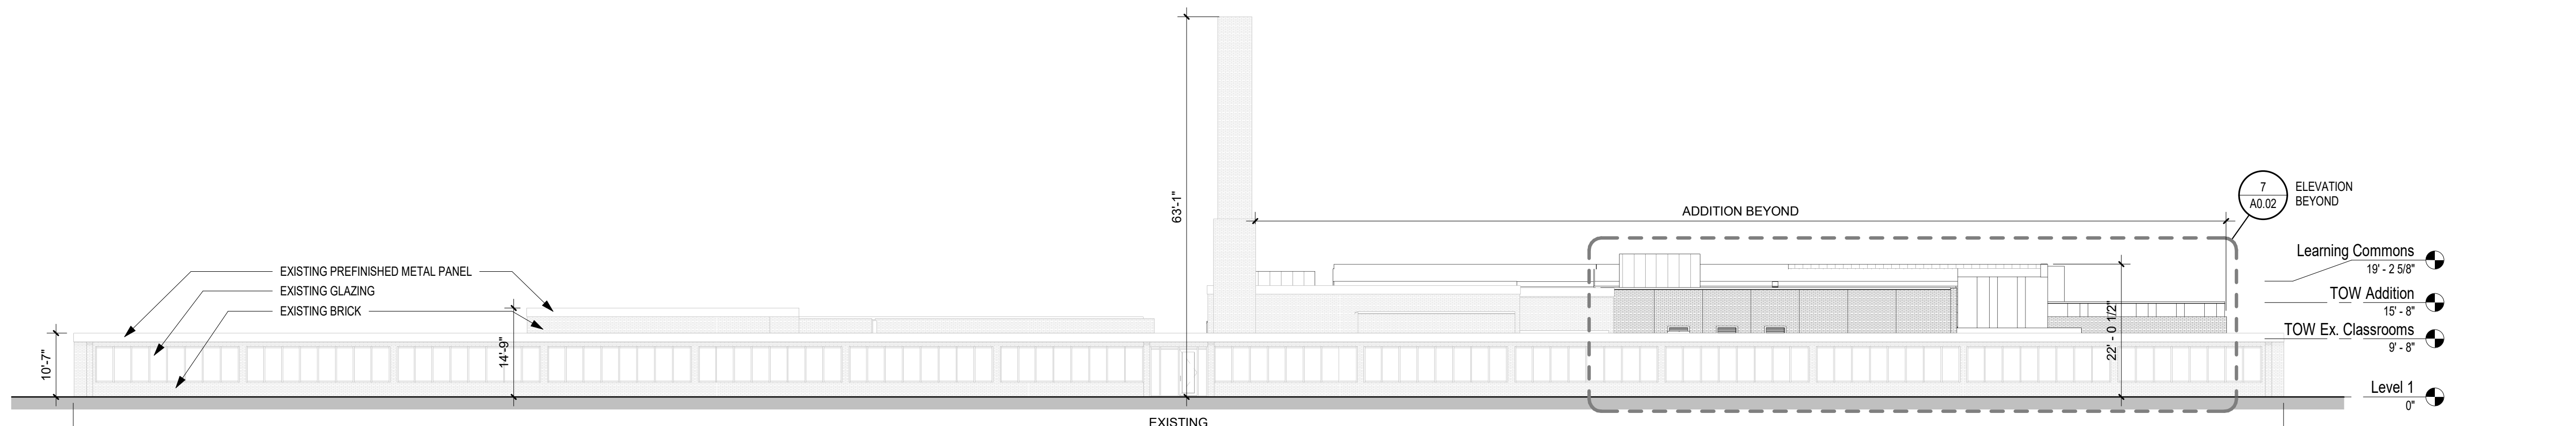 63'-1"
7
A0.02
ELEVATION
BEYOND
ADDITION BEYOND
Learning Commons
19' - 2 5/8"
EXISTING PREFINISHED METAL PANEL
EXISTING GLAZING
EXISTING BRICK
TOW Addition
15' - 8"
TOW Ex. Classrooms
9' - 8"
10'-7"
14'-9"
22' - 0 1/2"
Level 1
0"
EXISTING